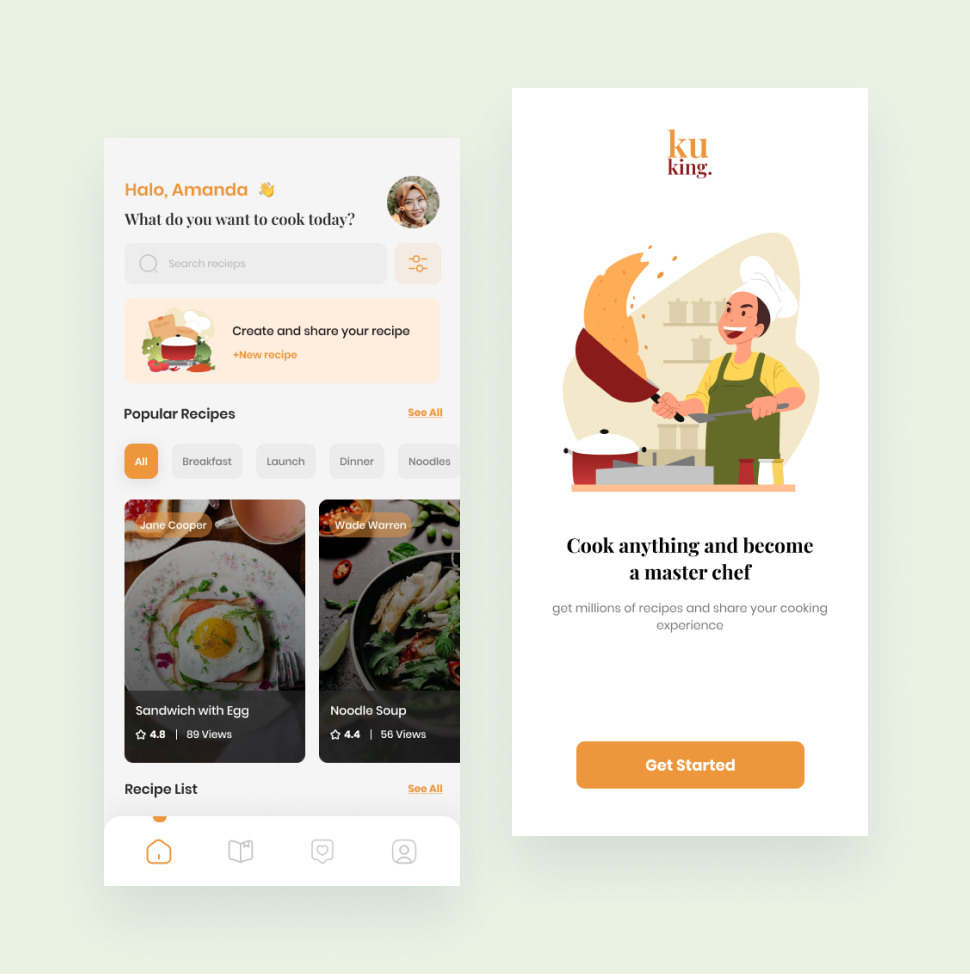 Halo, Amanda 👋
What do you want to cook today?
Search recieps
Create and share your recipe
+New recipe
Popular Recipes
See All
All
Breakfast
Launch
Dinner
Noodles
Jane Cooper
Wade Warren
Sandwich with Egg
4.8 | 89 Views
Noodle Soup
4.4 | 56 Views
Recipe List
See All
ku
king.
Cook anything and become
a master chef
get millions of recipes and share your cooking
experience
Get Started